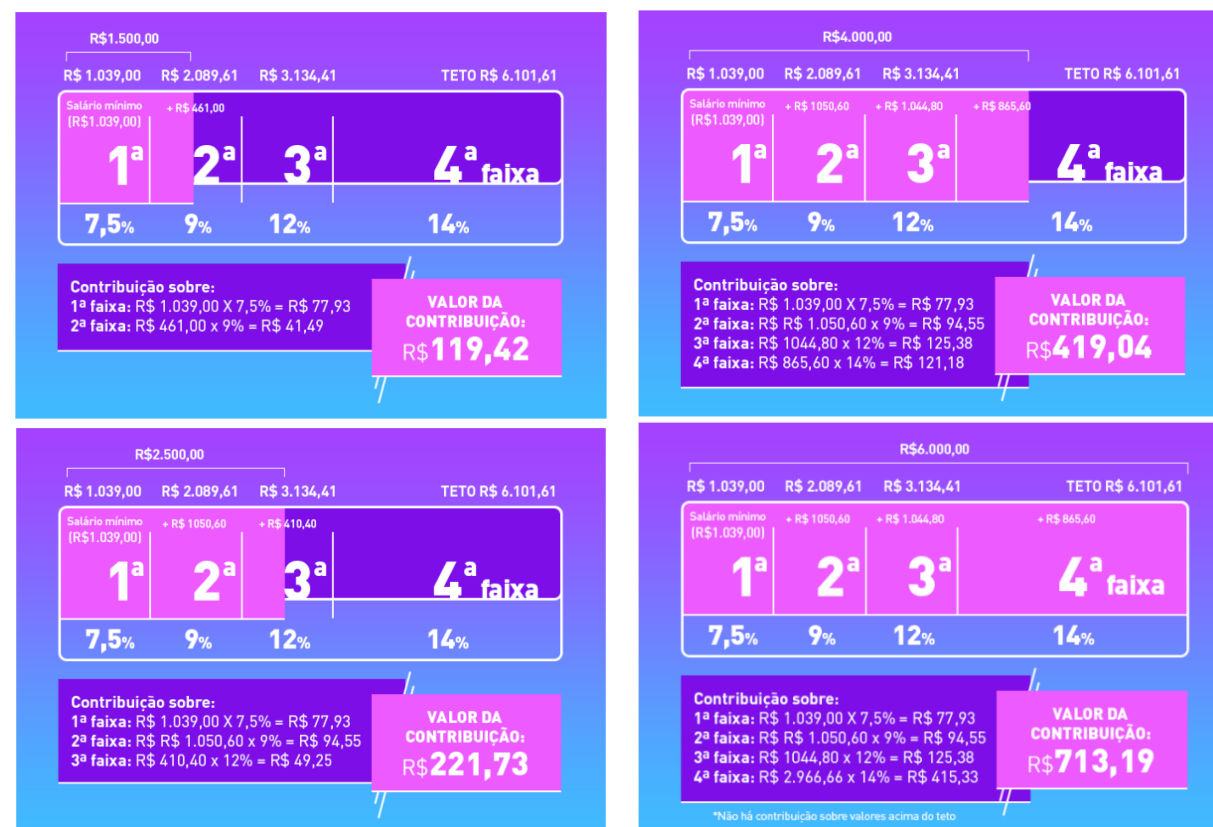 R$1.500,00
R$ 1.039,00 R$ 2.089,61 R$ 3.134,41 TETO R$ 6.101,61
Salário mínimo + R$ 461,00
(R$1.039,00)
1ª 2ª 3ª 4ª faixa
7,5% 9% 12% 14%
Contribuição sobre:
1ª faixa: R$ 1.039,00 X 7,5% = R$ 77,93
2ª faixa: R$ 461,00 x 9% = R$ 41,49
VALOR DA
CONTRIBUIÇÃO:
R$119,42
R$4.000,00
R$ 1.039,00 R$ 2.089,61 R$ 3.134,41 TETO R$ 6.101,61
Salário mínimo + R$ 1050,60 + R$ 1.044,80 + R$ 865,60
(R$1.039,00)
1ª 2ª 3ª 4ª faixa
7,5% 9% 12% 14%
Contribuição sobre:
1ª faixa: R$ 1.039,00 X 7,5% = R$ 77,93
2ª faixa: R$ R$ 1.050,60 x 9% = R$ 94,55
3ª faixa: R$ 1044,80 x 12% = R$ 125,38
4ª faixa: R$ 865,60 x 14% = R$ 121,18
VALOR DA
CONTRIBUIÇÃO:
R$419,04
R$2.500,00
R$ 1.039,00 R$ 2.089,61 R$ 3.134,41 TETO R$ 6.101,61
Salário mínimo + R$ 1050,60 + R$ 410,40
(R$1.039,00)
1ª 2ª 3ª 4ª faixa
7,5% 9% 12% 14%
Contribuição sobre:
1ª faixa: R$ 1.039,00 X 7,5% = R$ 77,93
2ª faixa: R$ R$ 1.050,60 x 9% = R$ 94,55
3ª faixa: R$ 410,40 x 12% = R$ 49,25
VALOR DA
CONTRIBUIÇÃO:
R$221,73
R$6.000,00
R$ 1.039,00 R$ 2.089,61 R$ 3.134,41 TETO R$ 6.101,61
Salário mínimo + R$ 1050,60 + R$ 1.044,80 + R$ 865,60
(R$1.039,00)
1ª 2ª 3ª 4ª faixa
7,5% 9% 12% 14%
Contribuição sobre:
1ª faixa: R$ 1.039,00 X 7,5% = R$ 77,93
2ª faixa: R$ R$ 1.050,60 x 9% = R$ 94,55
3ª faixa: R$ 1044,80 x 12% = R$ 125,38
4ª faixa: R$ 2.966,66 x 14% = R$ 415,33
VALOR DA
CONTRIBUIÇÃO:
R$713,19
*Não há contribuição sobre valores acima do teto